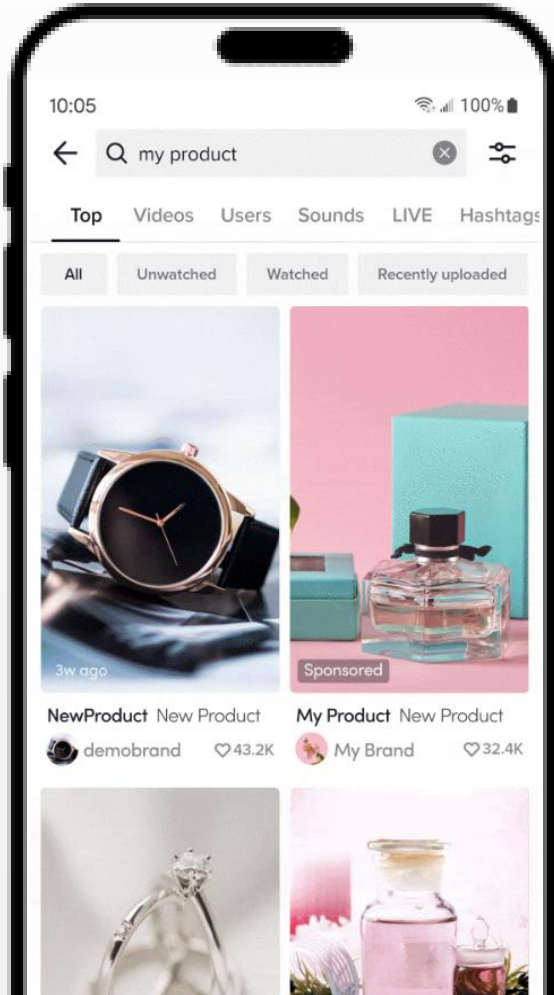 10:05 100%
my product
Top Videos Users Sounds LIVE Hashtags
All Unwatched Watched Recently uploaded
3w ago
Sponsored
NewProduct New Product
demobrand 43.2K
My Product New Product
My Brand 32.4K